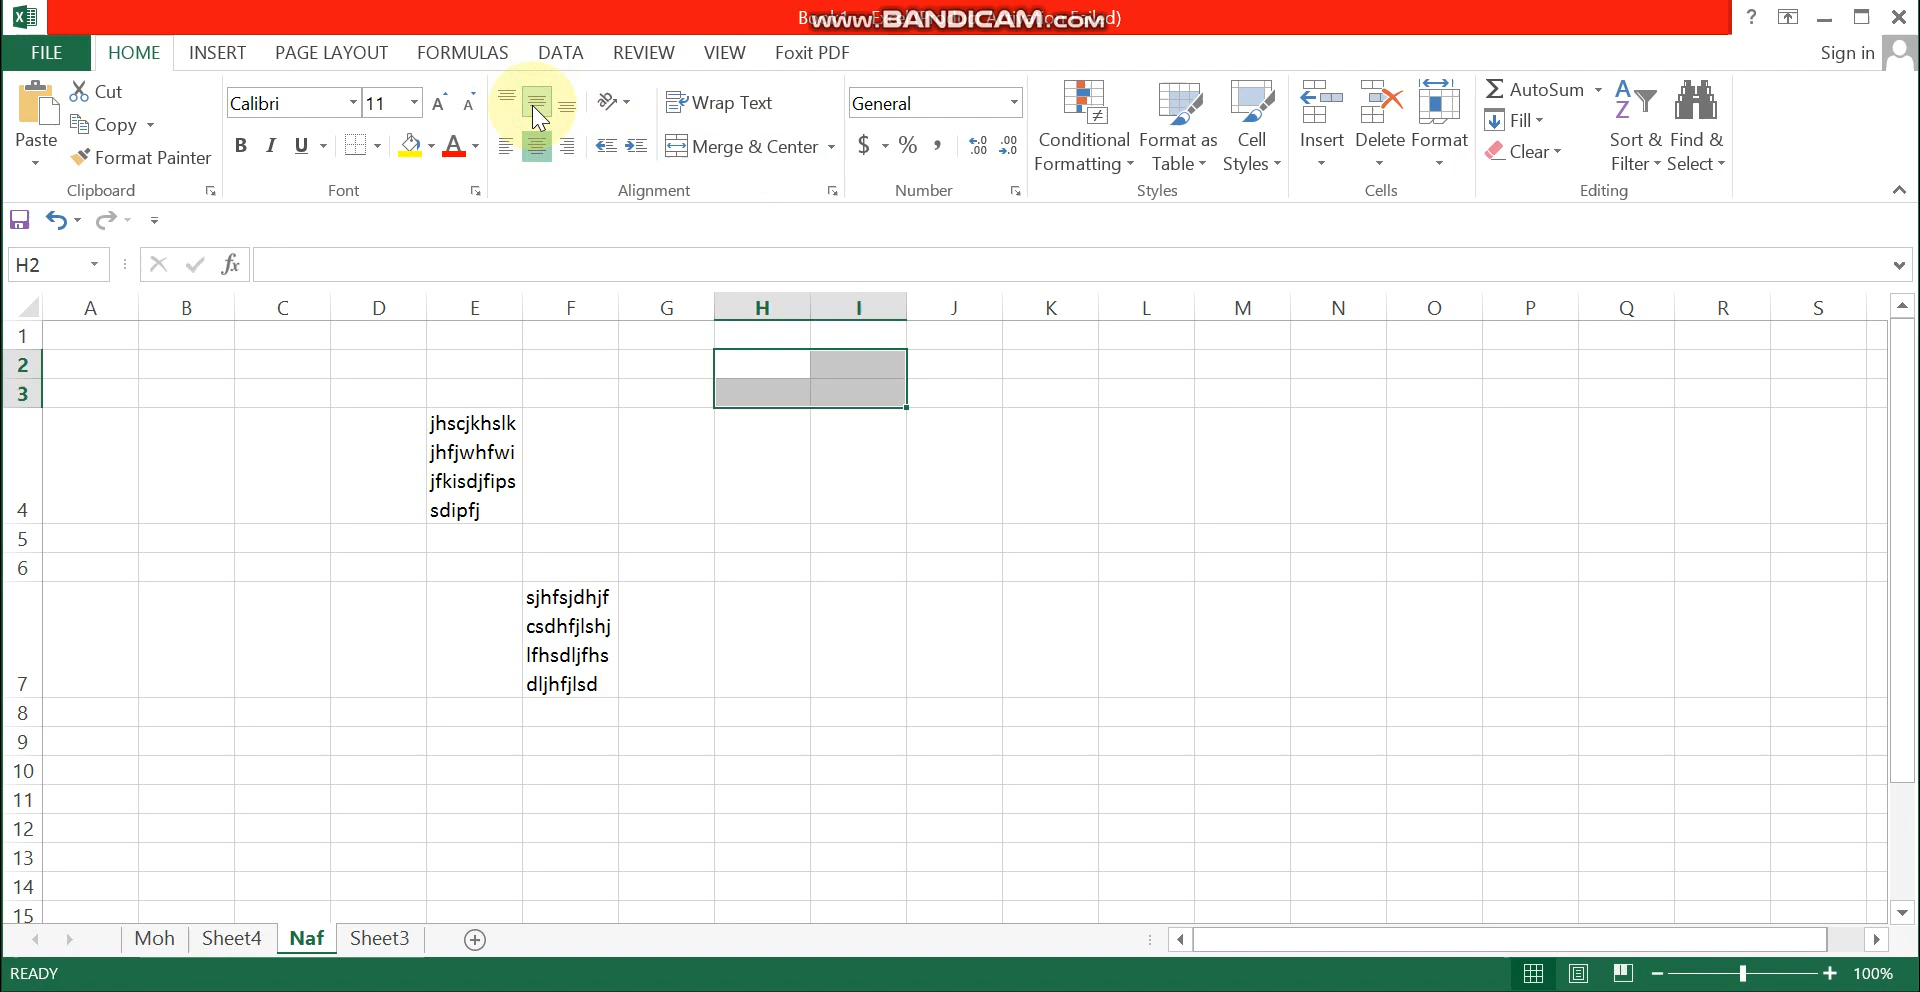 www.BANDICAM.com
FILE HOME INSERT PAGE LAYOUT FORMULAS DATA REVIEW VIEW Foxit PDF Sign in
Cut
Copy
Format Painter
Paste
Clipboard
Calibri 11
B I U
Font
Wrap Text
Merge & Center
Alignment
General
$ % ,
Number
Conditional Formatting
Format as Table
Cell Styles
Styles
Insert Delete Format
Cells
AutoSum
Fill
Clear
Sort & Filter
Find & Select
Editing
H2 fx
A B C D E F G H I J K L M N O P Q R S
1
2
3
jhscjkhslk
jhfjwhfwi
jfkisdjfips
4 sdipfj
5
6
sjhfsjdhjf
csdhfjlshj
lfhsdljfhs
7 dljhfjlsd
8
9
10
11
12
13
14
15
Moh Sheet4 Naf Sheet3
READY 100%